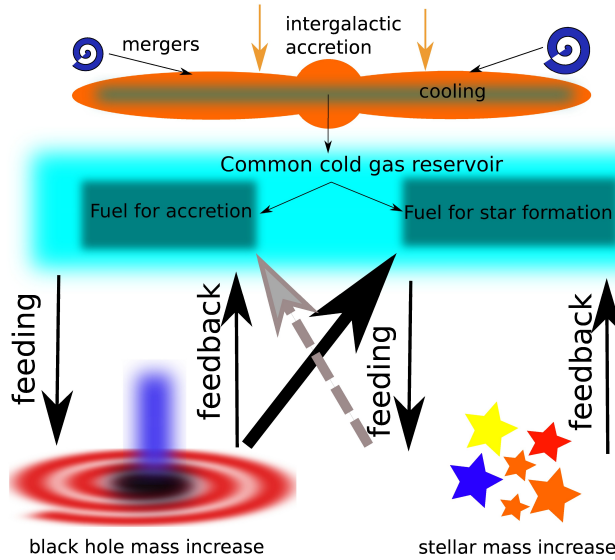 intergalactic
accretion
mergers
cooling
Common cold gas reservoir
Fuel for accretion
Fuel for star formation
feeding
feedback
feeding
feedback
black hole mass increase
stellar mass increase